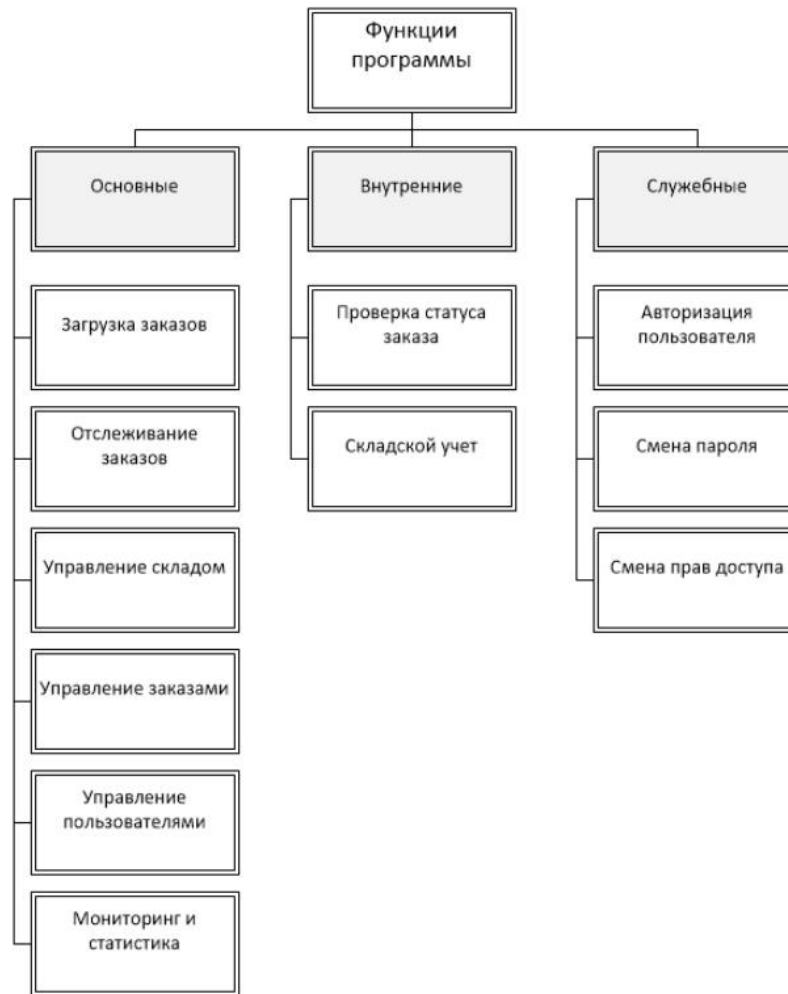 Функции
программы
Основные
Внутренние
Служебные
Загрузка заказов
Проверка статуса
заказа
Авторизация
пользователя
Отслеживание
заказов
Складской учет
Смена пароля
Управление складом
Смена прав доступа
Управление заказами
Управление
пользователями
Мониторинг и
статистика